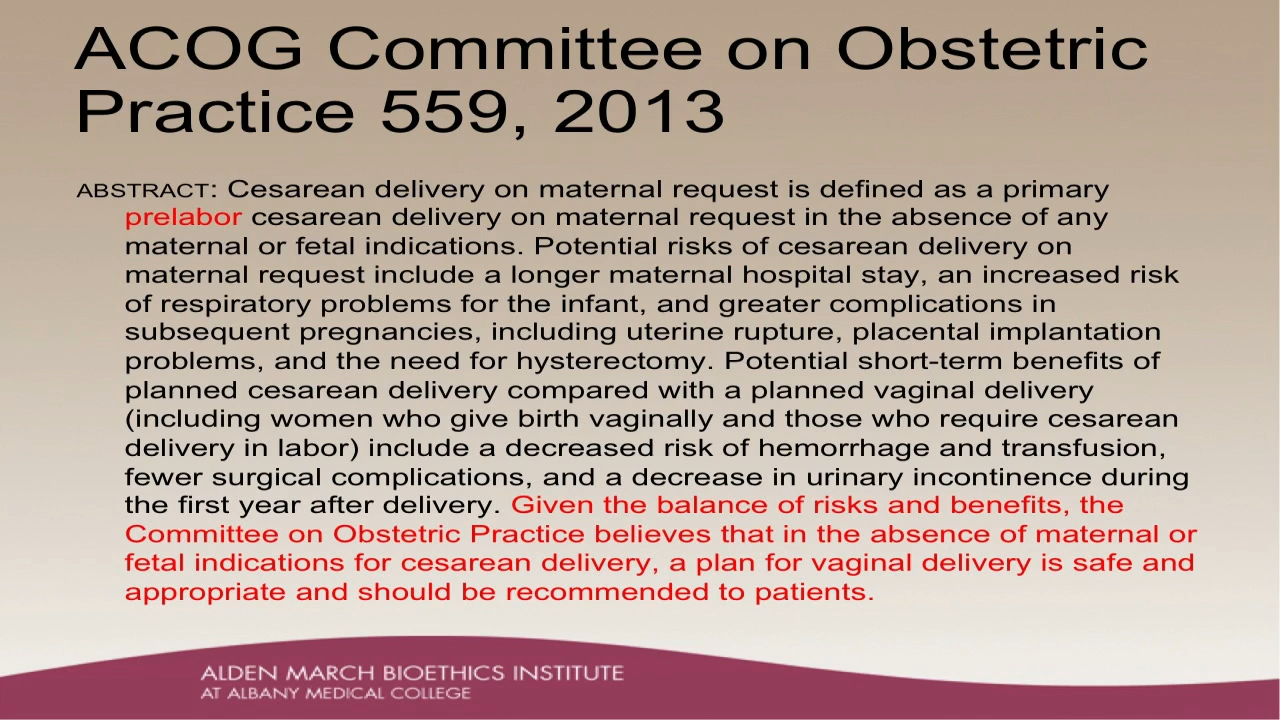 ACOG Committee on Obstetric
Practice 559, 2013
ABSTRACT: Cesarean delivery on maternal request is defined as a primary
prelabor cesarean delivery on maternal request in the absence of any
maternal or fetal indications. Potential risks of cesarean delivery on
maternal request include a longer maternal hospital stay, an increased risk
of respiratory problems for the infant, and greater complications in
subsequent pregnancies, including uterine rupture, placental implantation
problems, and the need for hysterectomy. Potential short-term benefits of
planned cesarean delivery compared with a planned vaginal delivery
(including women who give birth vaginally and those who require cesarean
delivery in labor) include a decreased risk of hemorrhage and transfusion,
fewer surgical complications, and a decrease in urinary incontinence during
the first year after delivery. Given the balance of risks and benefits, the
Committee on Obstetric Practice believes that in the absence of maternal or
fetal indications for cesarean delivery, a plan for vaginal delivery is safe and
appropriate and should be recommended to patients.
ALDEN MARCH BIOETHICS INSTITUTE
AT ALBANY MEDICAL COLLEGE